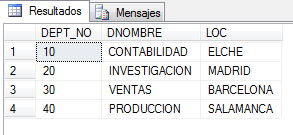 Resultados Mensajes
DEPT_NO DNOMBRE LOC
1 10 CONTABILIDAD ELCHE
2 20 INVESTIGACION MADRID
3 30 VENTAS BARCELONA
4 40 PRODUCCION SALAMANCA